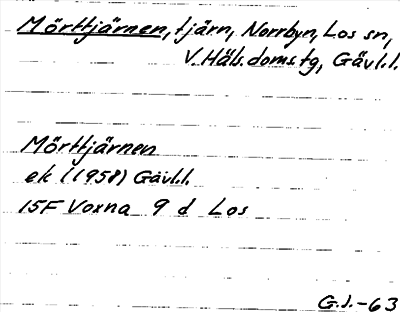 Mörttjärnen, tjärn, Norrbyn, Los sn,
V. Häls. doms. tg, Gävl.l.
Mörttjärnen
ek (1958) Gävl.l.
15F Voxna 9 d Los
G.J.-63